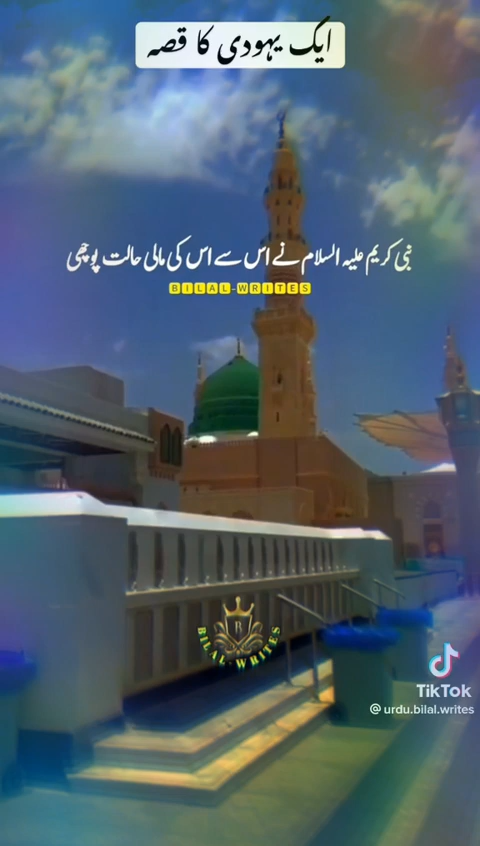 ایک یہودی کا قصہ
نبی کریم علیہ السلام نے اس سے اس کی مالی حالت پوچھی
BILAL-WRITES
B
BILAL-WRITES
TikTok
@urdu.bilal.writes